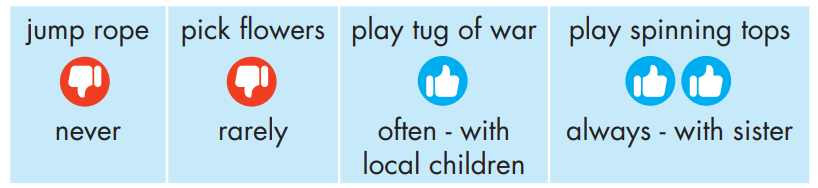 jump rope
never
pick flowers
rarely
play tug of war
often - with
local children
play spinning tops
always - with sister